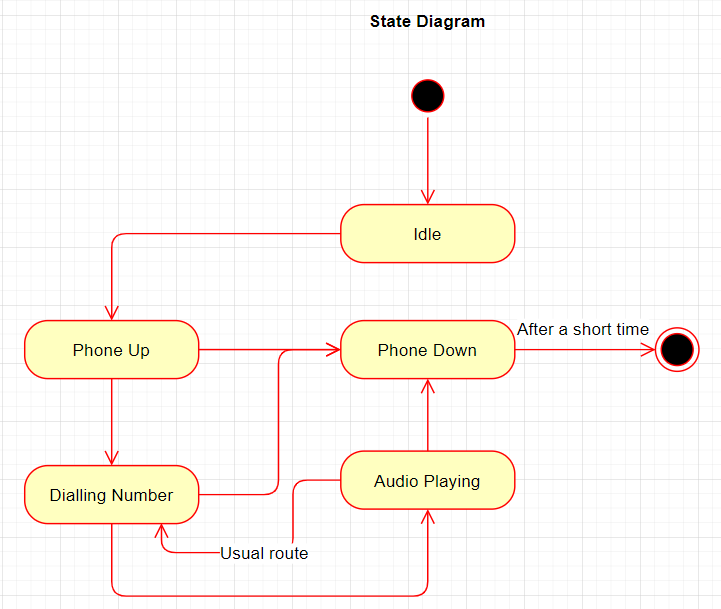 State Diagram
Idle
After a short time
Phone Up
Phone Down
Audio Playing
Dialling Number
Usual route